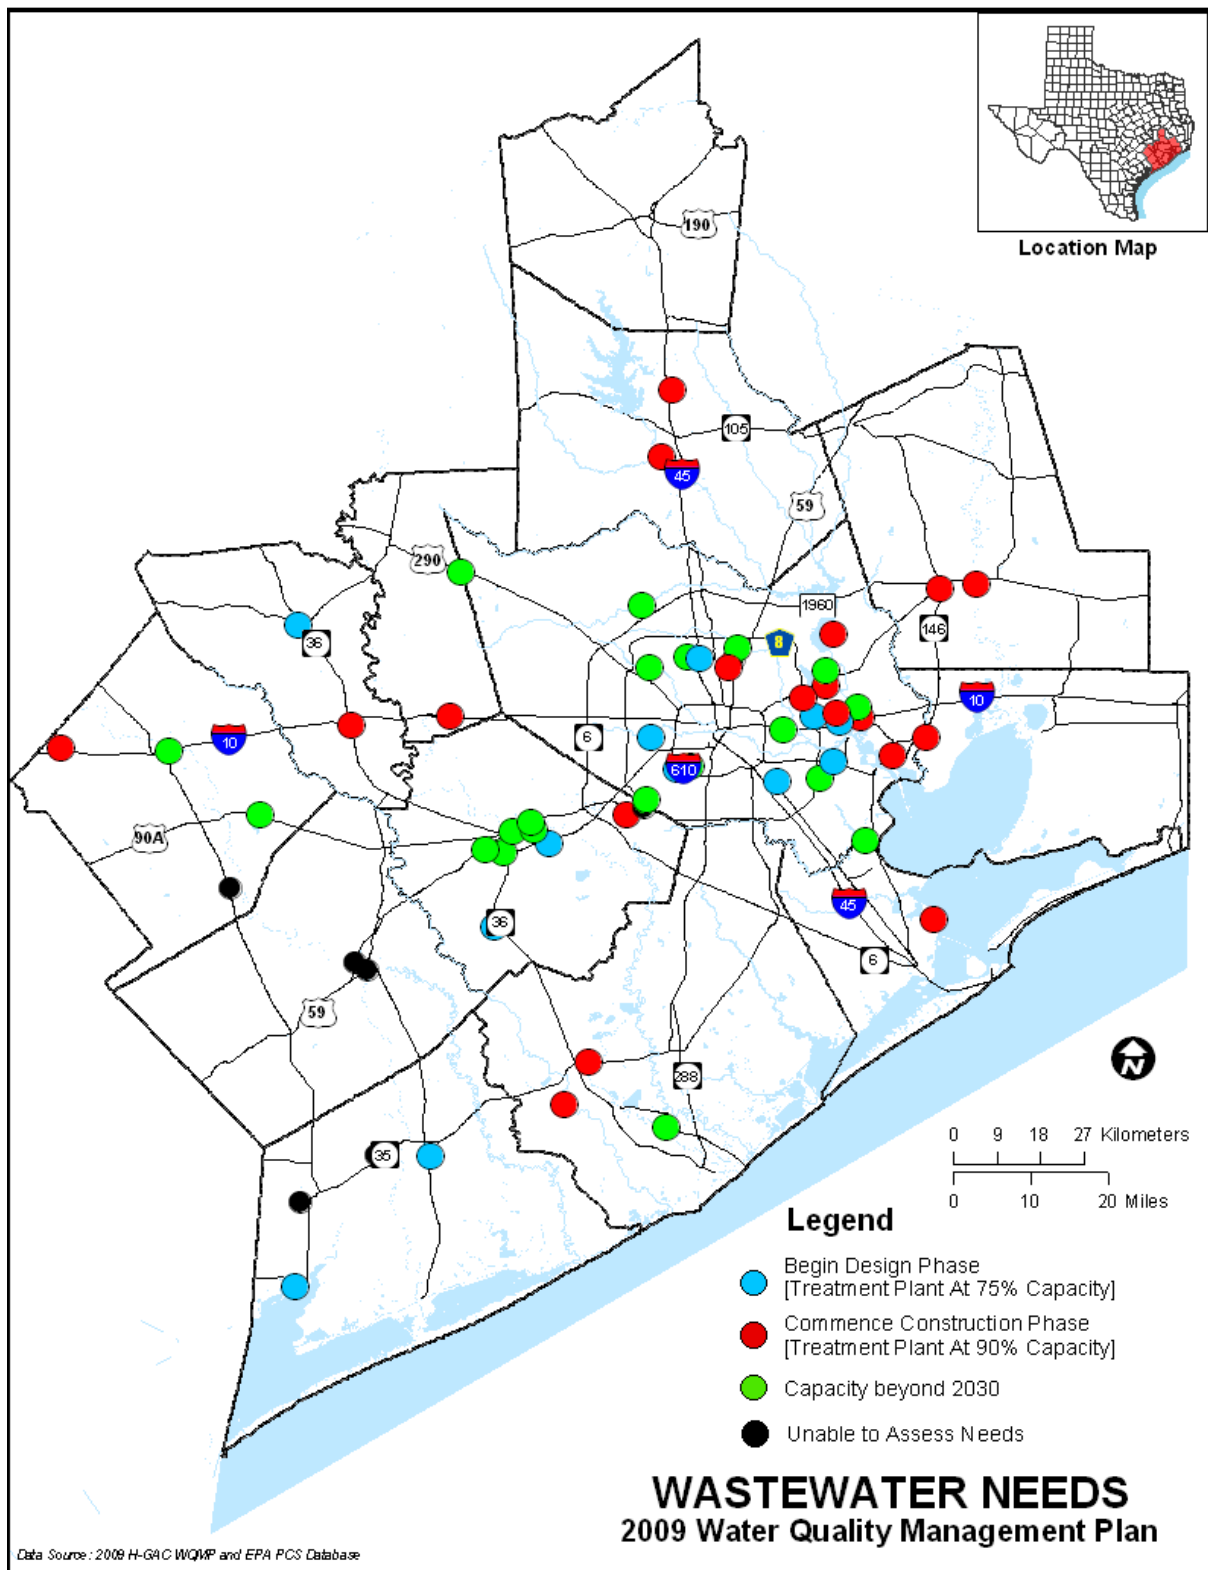 Location Map
190
105
45
59
290
1960
8
146
36
10
10
6
610
90A
36
45
6
59
288
35
N
0 9 18 27 Kilometers
0 10 20 Miles
Legend
Begin Design Phase
[Treatment Plant At 75% Capacity]
Commence Construction Phase
[Treatment Plant At 90% Capacity]
Capacity beyond 2030
Unable to Assess Needs
WASTEWATER NEEDS
2009 Water Quality Management Plan
Data Source: 2009 H-GAC WQMP and EPA PCS Database